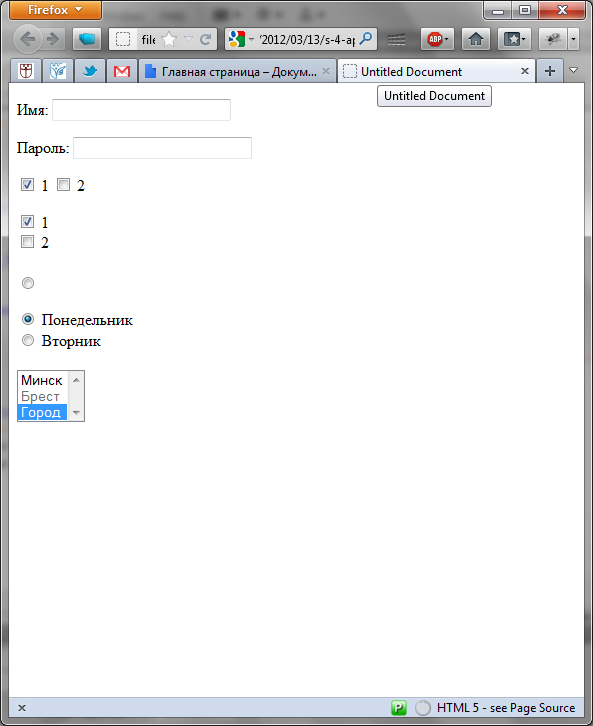 Firefox
file
'2012/03/13/s-4-ap
ABP
Главная страница – Докум...
Untitled Document
Untitled Document
Имя:
Пароль:
1 2
1
2
Понедельник
Вторник
Минск
Брест
Город
P HTML 5 - see Page Source